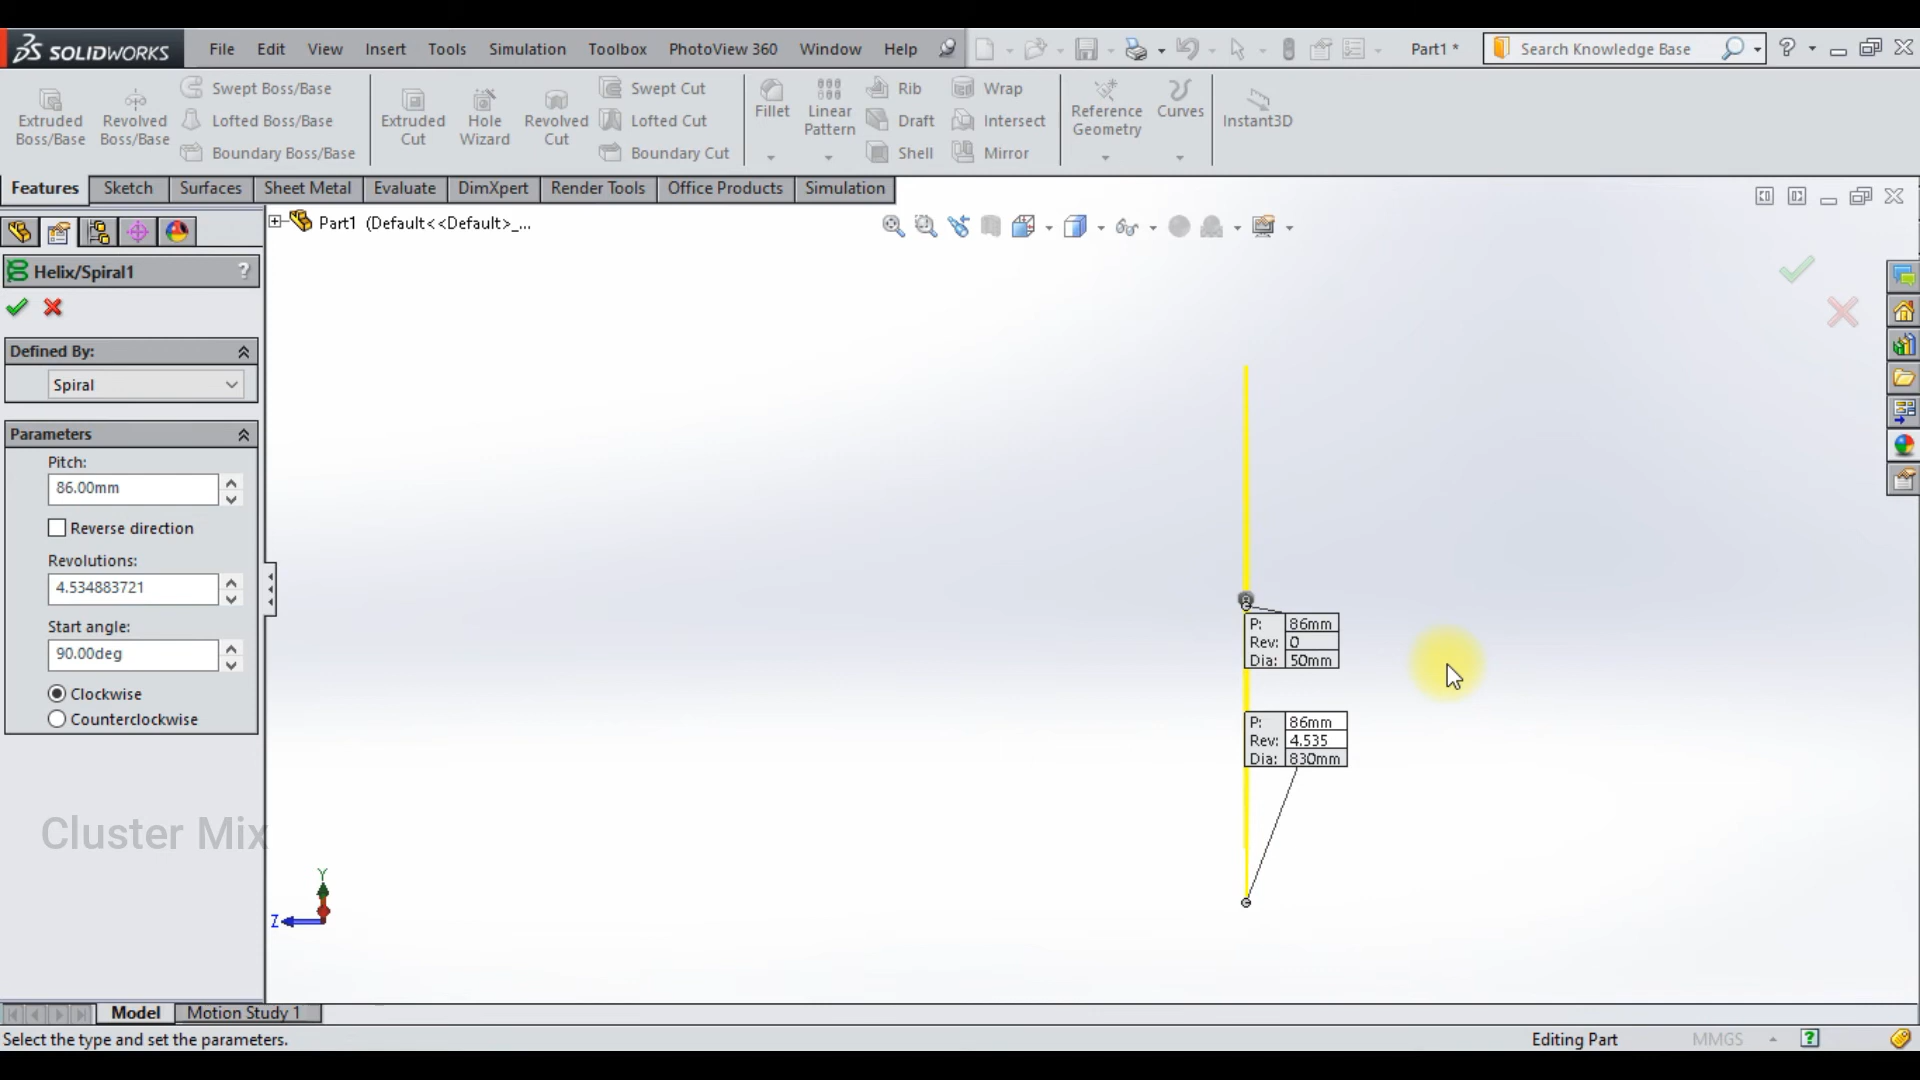 SOLIDWORKS File Edit View Insert Tools Simulation Toolbox PhotoView 360 Window Help Part1 * Search Knowledge Base ?
Extruded Boss/Base
Revolved Boss/Base
Swept Boss/Base
Lofted Boss/Base
Boundary Boss/Base
Extruded Cut
Hole Wizard
Revolved Cut
Swept Cut
Lofted Cut
Boundary Cut
Fillet
Linear Pattern
Rib
Draft
Shell
Wrap
Intersect
Mirror
Reference Geometry
Curves
Instant3D
Features Sketch Surfaces Sheet Metal Evaluate DimXpert Render Tools Office Products Simulation
Part1 (Default<<Default>_...
Helix/Spiral1 ?
Defined By:
Spiral
Parameters
Pitch:
86.00mm
Reverse direction
Revolutions:
4.534883721
Start angle:
90.00deg
Clockwise
Counterclockwise
P: 86mm
Rev: 0
Dia: 50mm
P: 86mm
Rev: 4.535
Dia: 830mm
Cluster Mix
Y
Z
Model Motion Study 1
Select the type and set the parameters. Editing Part MMGS ?